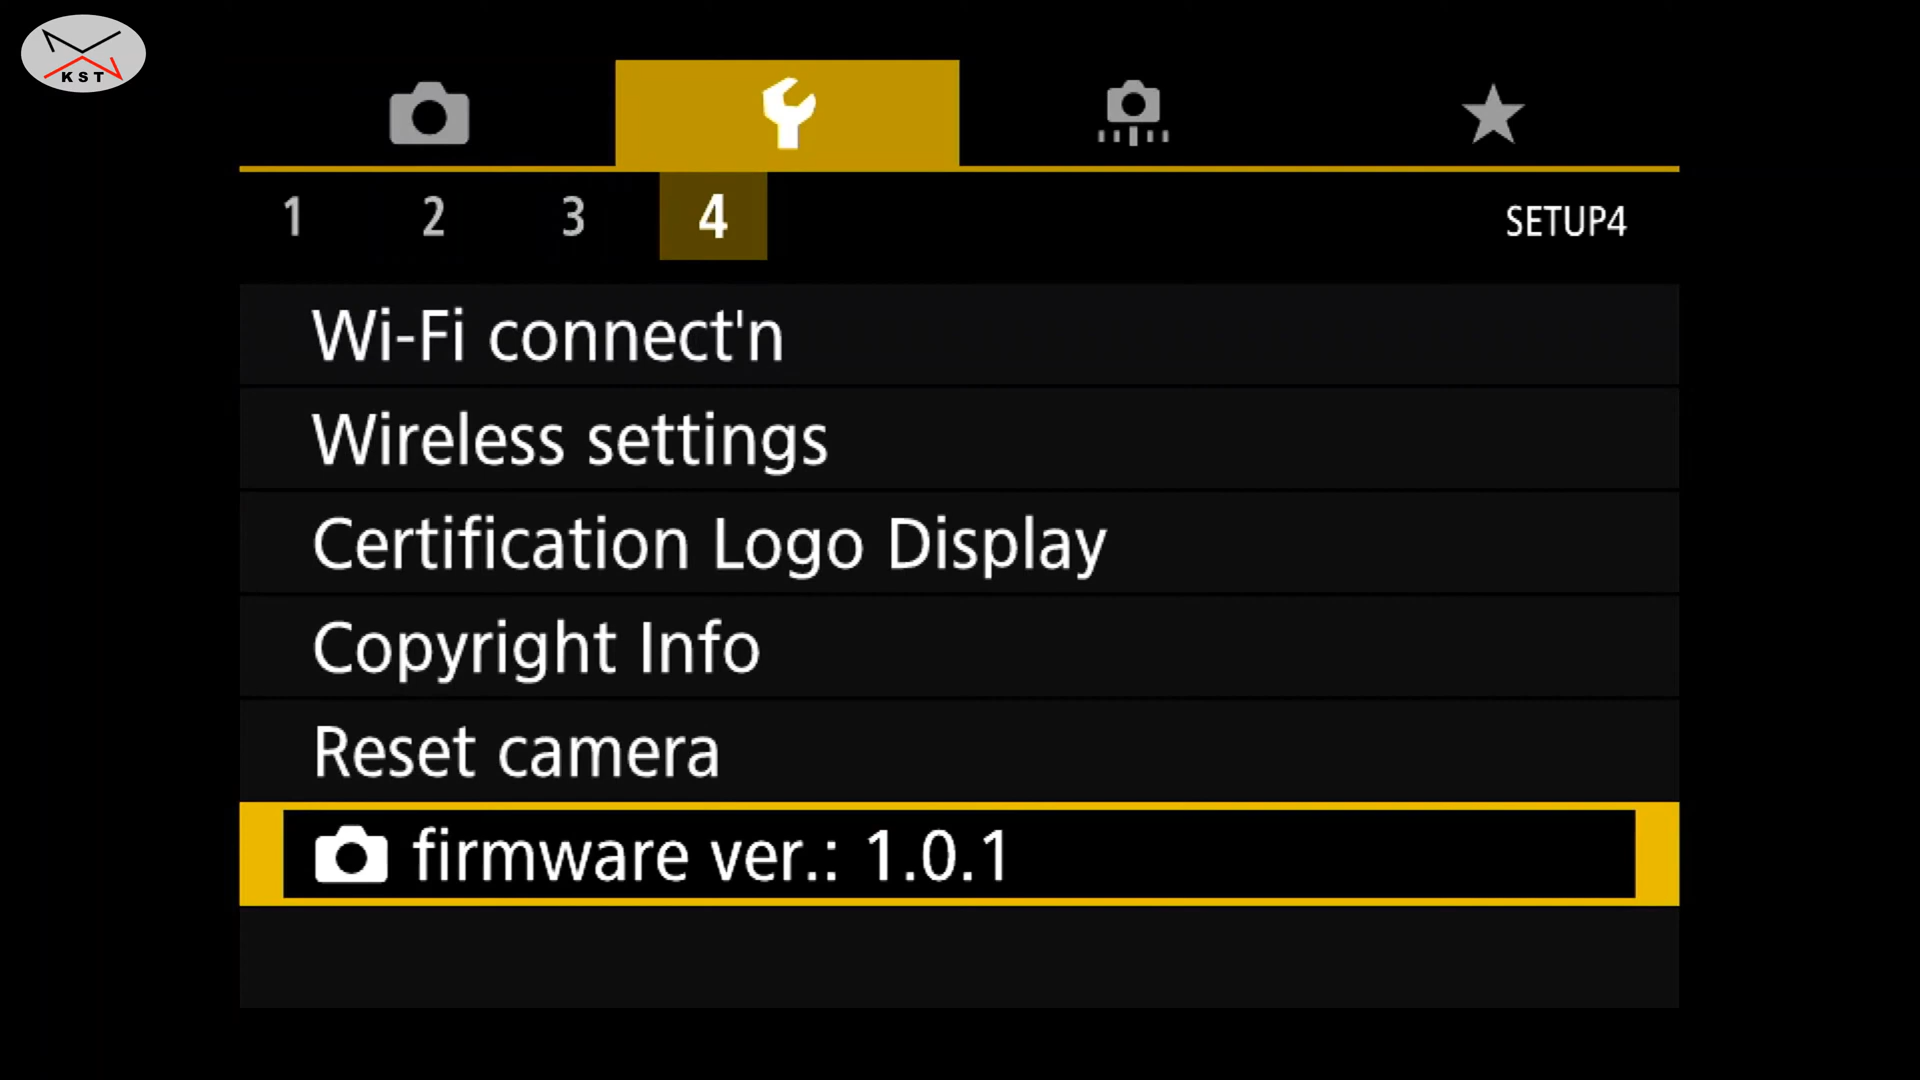 KST
1 2 3 4 SETUP4
Wi-Fi connect'n
Wireless settings
Certification Logo Display
Copyright Info
Reset camera
firmware ver.: 1.0.1